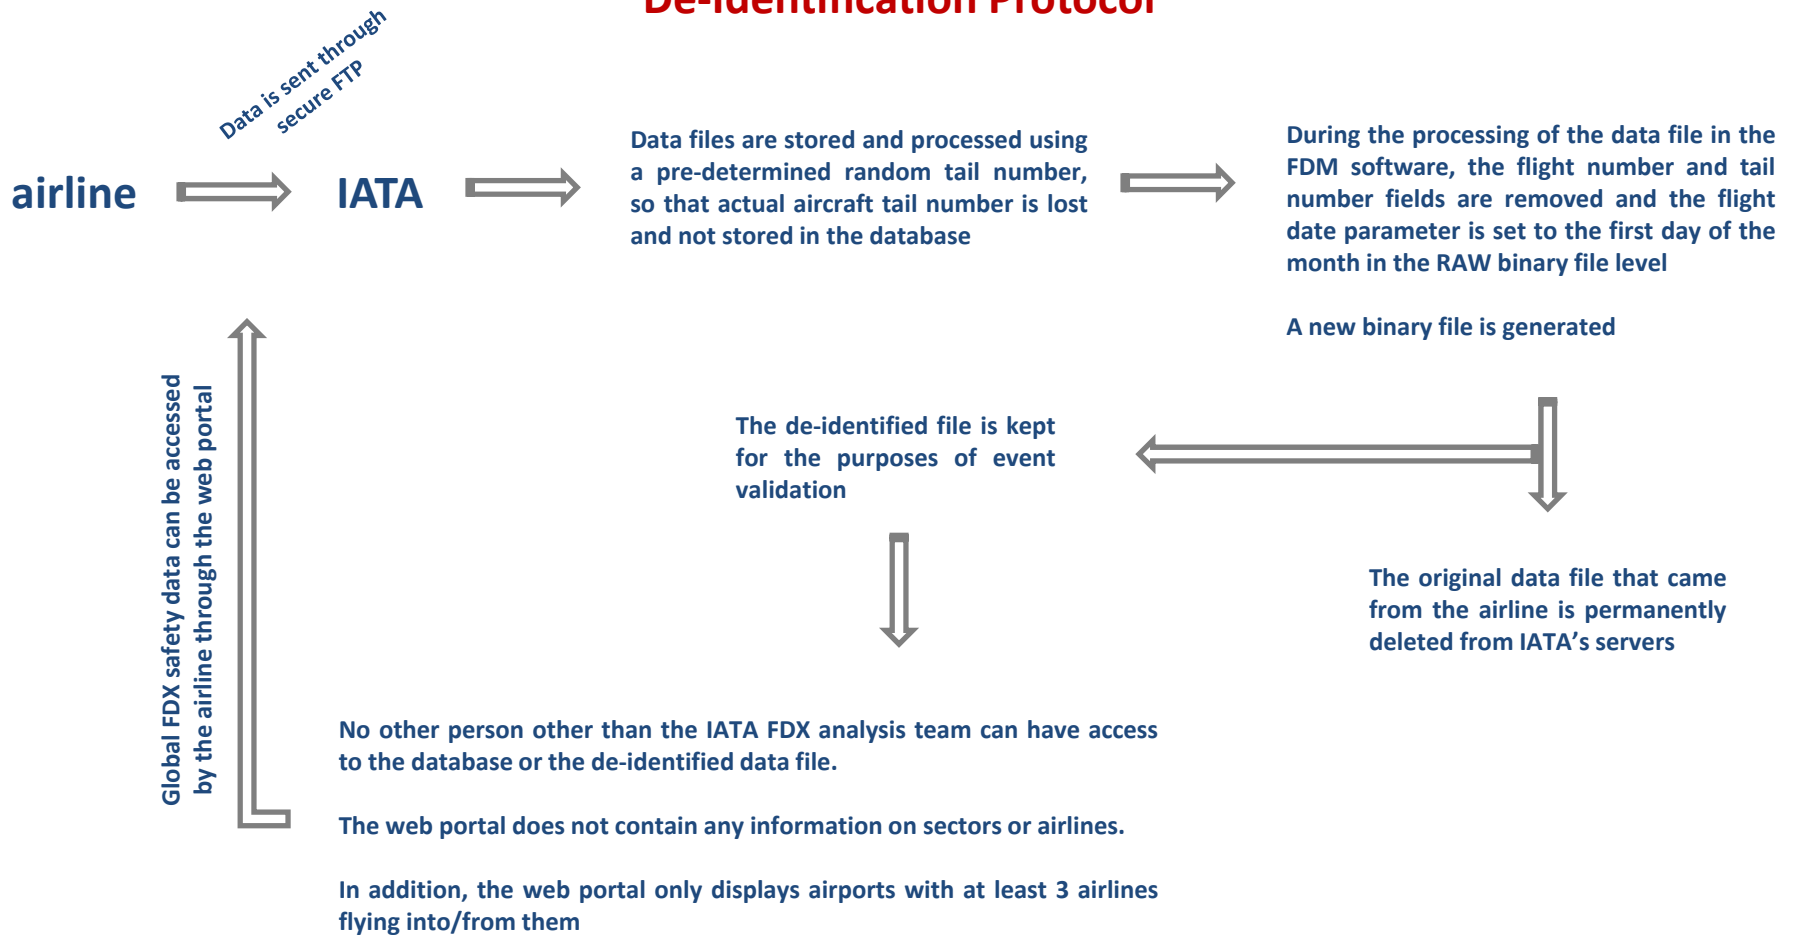 De-Identification Protocol
Data is sent through
secure FTP
airline
IATA
Data files are stored and processed using
a pre-determined random tail number,
so that actual aircraft tail number is lost
and not stored in the database
During the processing of the data file in the
FDM software, the flight number and tail
number fields are removed and the flight
date parameter is set to the first day of the
month in the RAW binary file level
A new binary file is generated
The de-identified file is kept
for the purposes of event
validation
The original data file that came
from the airline is permanently
deleted from IATA's servers
Global FDX safety data can be accessed
by the airline through the web portal
No other person other than the IATA FDX analysis team can have access
to the database or the de-identified data file.
The web portal does not contain any information on sectors or airlines.
In addition, the web portal only displays airports with at least 3 airlines
flying into/from them